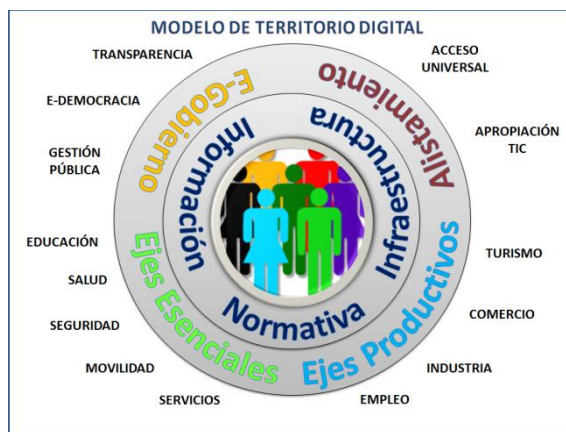 MODELO DE TERRITORIO DIGITAL
TRANSPARENCIA
E-DEMOCRACIA
GESTIÓN
PÚBLICA
ACCESO
UNIVERSAL
APROPIACIÓN
TIC
E-Gobierno
Alistamiento
Información
Infraestructura
Normativa
Ejes Esenciales
Ejes Productivos
EDUCACIÓN
SALUD
SEGURIDAD
MOVILIDAD
SERVICIOS
TURISMO
COMERCIO
INDUSTRIA
EMPLEO